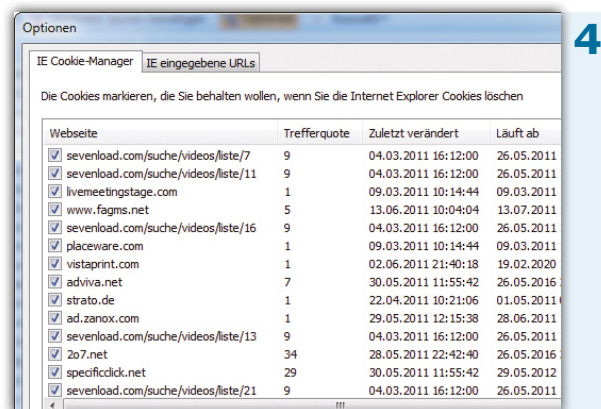 4
Optionen
IE Cookie-Manager IE eingegebene URLs
Die Cookies markieren, die Sie behalten wollen, wenn Sie die Internet Explorer Cookies löschen
Webseite Trefferquote Zuletzt verändert Läuft ab
sevenload.com/suche/videos/liste/7 9 04.03.2011 16:12:00 26.05.2011
sevenload.com/suche/videos/liste/11 9 04.03.2011 16:12:00 26.05.2011
livemeetingstage.com 1 09.03.2011 10:14:44 09.03.2011
www.fagms.net 5 13.06.2011 10:04:04 13.07.2011
sevenload.com/suche/videos/liste/16 9 04.03.2011 16:12:00 26.05.2011
placeware.com 1 09.03.2011 10:14:44 09.03.2011
vistaprint.com 1 02.06.2011 21:40:18 19.02.2020
adviva.net 7 30.05.2011 11:55:42 26.05.2016
strato.de 1 22.04.2011 10:21:06 01.05.2011
ad.zanox.com 1 29.05.2011 12:15:38 28.06.2011
sevenload.com/suche/videos/liste/13 9 04.03.2011 16:12:00 26.05.2011
2o7.net 34 28.05.2011 22:42:40 26.05.2016
specificclick.net 29 30.05.2011 11:55:42 29.05.2012
sevenload.com/suche/videos/liste/21 9 04.03.2011 16:12:00 26.05.2011